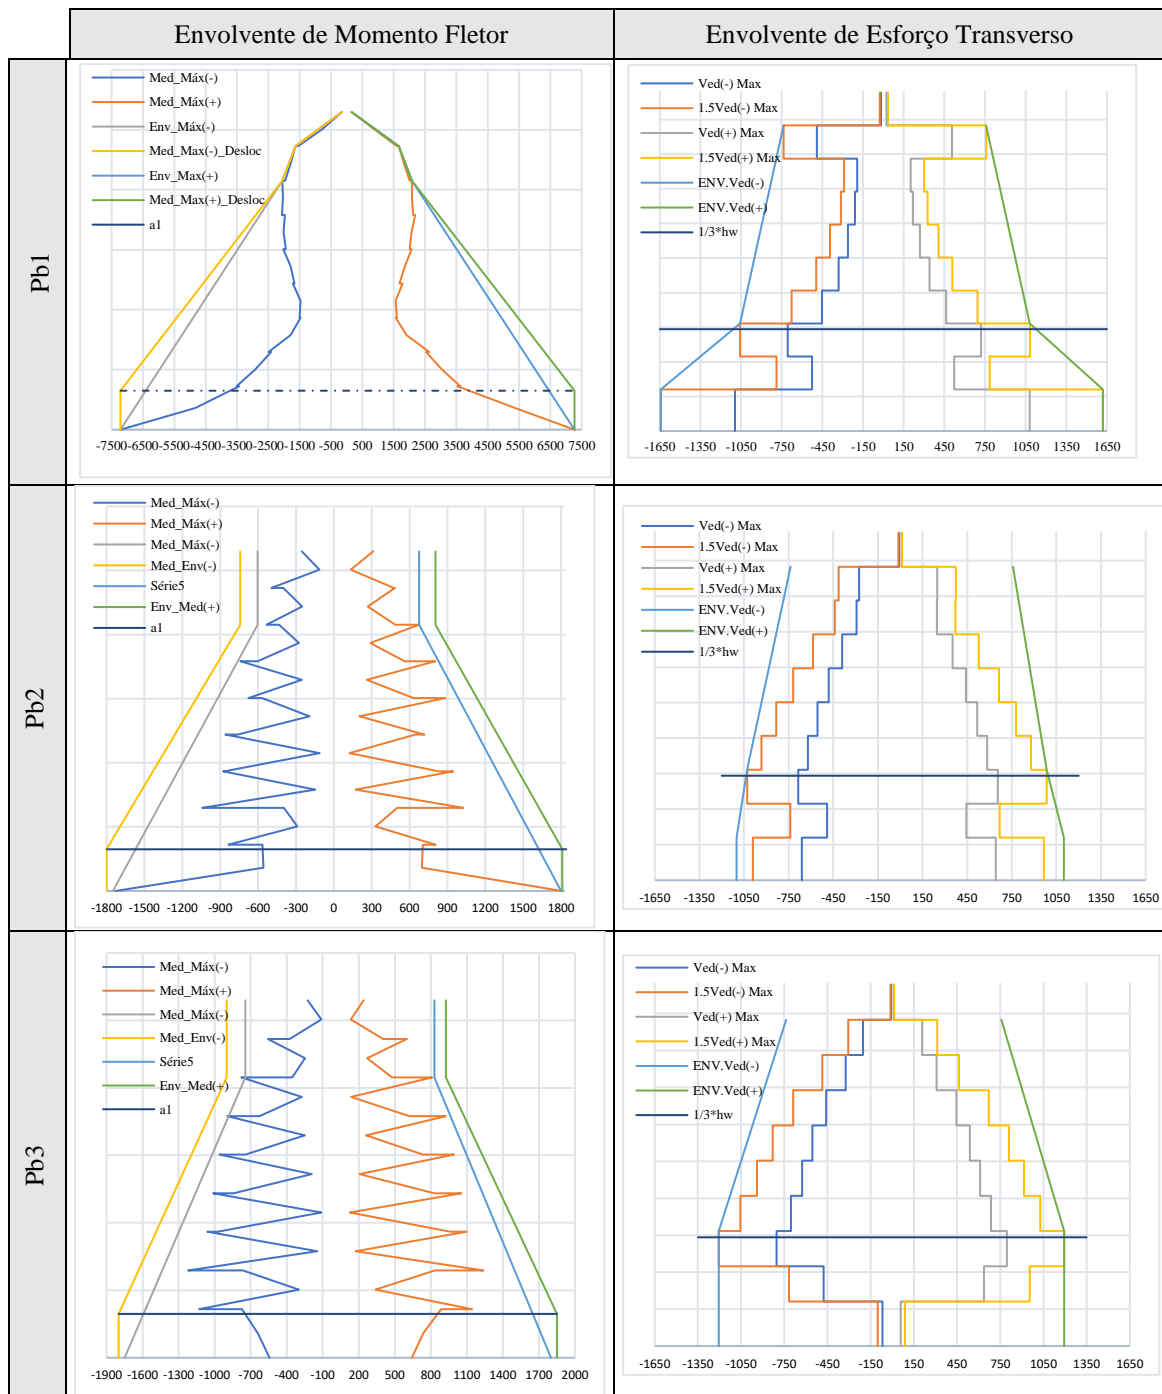 Envolvente de Momento Fletor
Envolvente de Esforço Transverso
Pb1
Med_Máx(-)
Med_Máx(+)
Env_Máx(-)
Med_Max(-)_Desloc
Env_Max(+)
Med_Max(+)_Desloc
a1
-7500 -6500 -5500 -4500 -3500 -2500 -1500 -500 500 1500 2500 3500 4500 5500 6500 7500
Ved(-) Max
1.5Ved(-) Max
Ved(+) Max
1.5Ved(+) Max
ENV.Ved(-)
ENV.Ved(+)
1/3*hw
-1650 -1350 -1050 -750 -450 -150 150 450 750 1050 1350 1650
Pb2
Med_Máx(-)
Med_Máx(+)
Med_Máx(-)
Med_Env(-)
Série5
Env_Med(+)
a1
-1800 -1500 -1200 -900 -600 -300 0 300 600 900 1200 1500 1800
Ved(-) Max
1.5Ved(-) Max
Ved(+) Max
1.5Ved(+) Max
ENV.Ved(-)
ENV.Ved(+)
1/3*hw
-1650 -1350 -1050 -750 -450 -150 150 450 750 1050 1350 1650
Pb3
Med_Máx(-)
Med_Máx(+)
Med_Máx(-)
Med_Env(-)
Série5
Env_Med(+)
a1
-1900 -1600 -1300 -1000 -700 -400 -100 200 500 800 1100 1400 1700 2000
Ved(-) Max
1.5Ved(-) Max
Ved(+) Max
1.5Ved(+) Max
ENV.Ved(-)
ENV.Ved(+)
1/3*hw
-1650 -1350 -1050 -750 -450 -150 150 450 750 1050 1350 1650